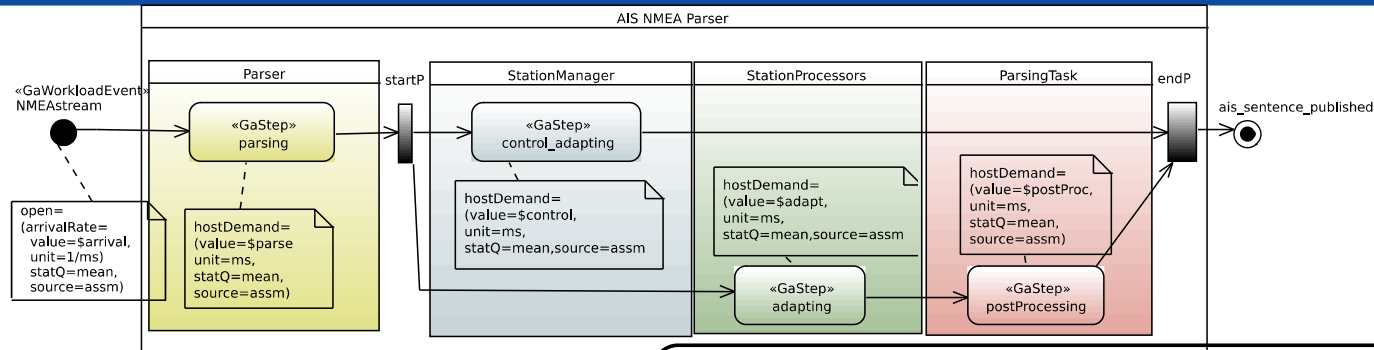 AIS NMEA Parser
«GaWorkloadEvent»
NMEAstream
open=
(arrivalRate=
value=$arrival,
unit=1/ms)
statQ=mean,
source=assm)
Parser
«GaStep»
parsing
hostDemand=
(value=$parse
unit=ms,
statQ=mean,
source=assm)
startP
StationManager
«GaStep»
control_adapting
hostDemand=
(value=$control,
unit=ms,
statQ=mean,source=assm
StationProcessors
hostDemand=
(value=$adapt,
unit=ms,
statQ=mean,source=assm
«GaStep»
adapting
ParsingTask
hostDemand=
(value=$postProc,
unit=ms,
statQ=mean,
source=assm)
«GaStep»
postProcessing
endP
ais_sentence_published